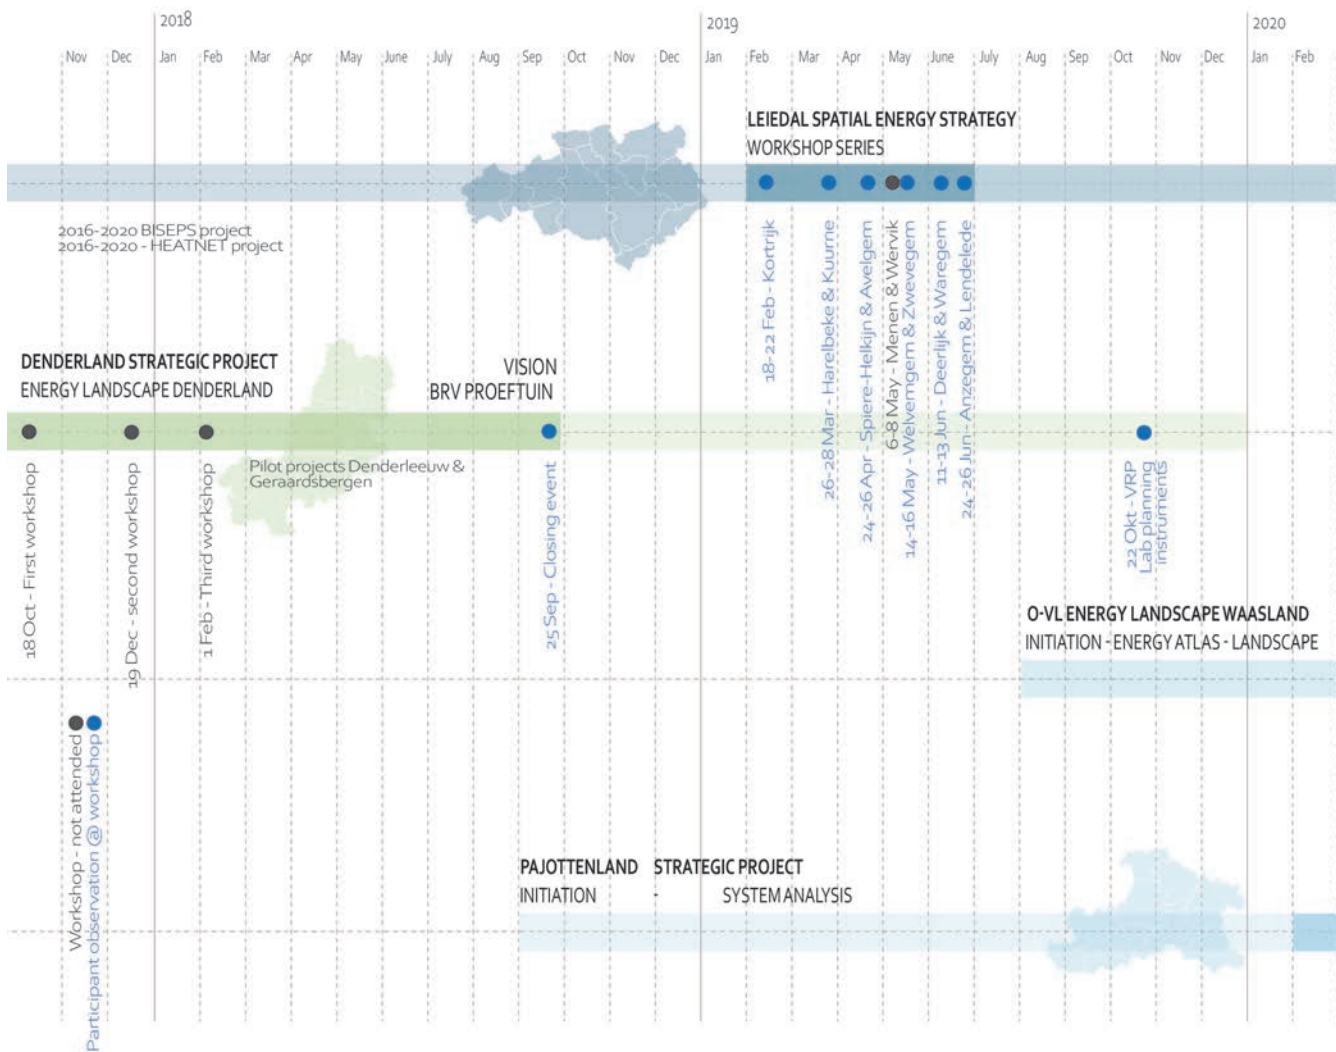 2018
2019
2020
Nov Dec Jan Feb Mar Apr May June July Aug Sep Oct Nov Dec Jan Feb Mar Apr May June July Aug Sep Oct Nov Dec Jan Feb
LEIEDAL SPATIAL ENERGY STRATEGY
WORKSHOP SERIES
2016-2020 BISEPS project
2016-2020 - HEATNET project
18-22 Feb - Kortrijk
26-28 Mar - Harelbeke & Kuurne
24-26 Apr - Spiere-Helkijn & Avelgem
6-8 May - Menen & Wervik
14-16 May - Welvemgem & Zwevegem
11-13 Jun - Deerlijk & Waregem
24-26 Jun - Anzegem & Lendelede
DENDERLAND STRATEGIC PROJECT
ENERGY LANDSCAPE DENDERLAND
VISION
BRV PROEFTUIN
Pilot projects Denderleeuw &
Geraardsbergen
18 Oct - First workshop
19 Dec - second workshop
1 Feb - Third workshop
25 Sep - Closing event
22 Okt - VRP
Lab planning
instruments
O-VL ENERGY LANDSCAPE WAASLAND
INITIATION - ENERGY ATLAS - LANDSCAPE
Workshop - not attended
Participant observation @ workshop
PAJOTTENLAND STRATEGIC PROJECT
INITIATION - SYSTEM ANALYSIS